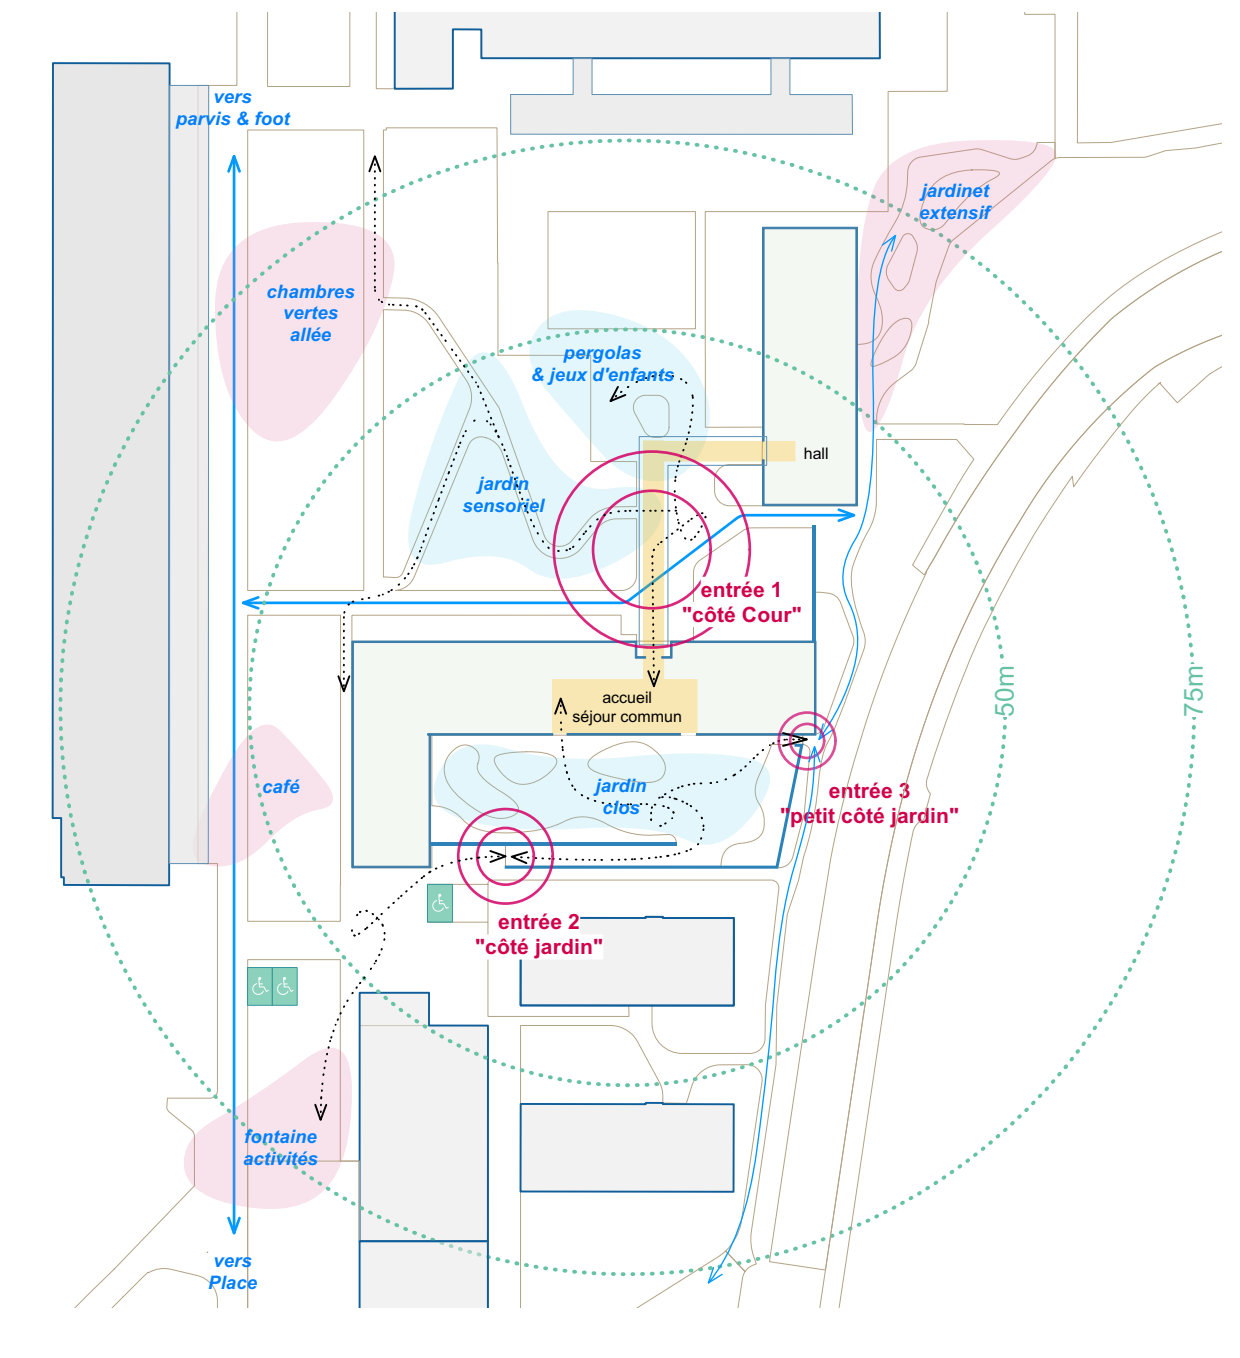 vers
parvis & foot
jardinet
extensif
chambres
vertes
allée
pergolas
& jeux d'enfants
hall
jardin
sensoriel
entrée 1
"côté Cour"
50m
75m
accueil
séjour commun
jardin
clos
café
entrée 3
"petit côté jardin"
entrée 2
"côté jardin"
fontaine
activités
vers
Place